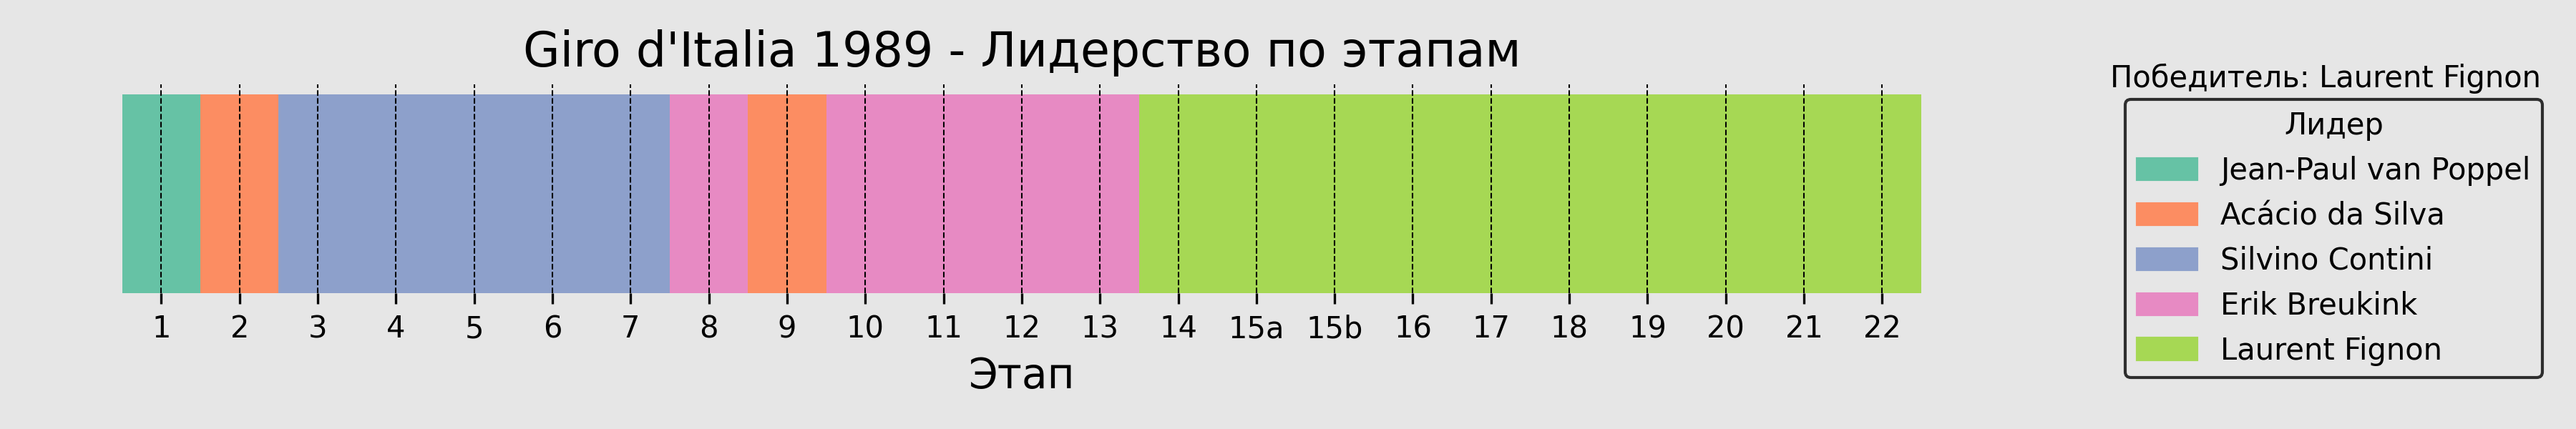 Giro d'Italia 1989 - Лидерство по этапам
1 2 3 4 5 6 7 8 9 10 11 12 13 14 15a 15b 16 17 18 19 20 21 22
Этап
Победитель: Laurent Fignon
Лидер
Jean-Paul van Poppel
Acácio da Silva
Silvino Contini
Erik Breukink
Laurent Fignon